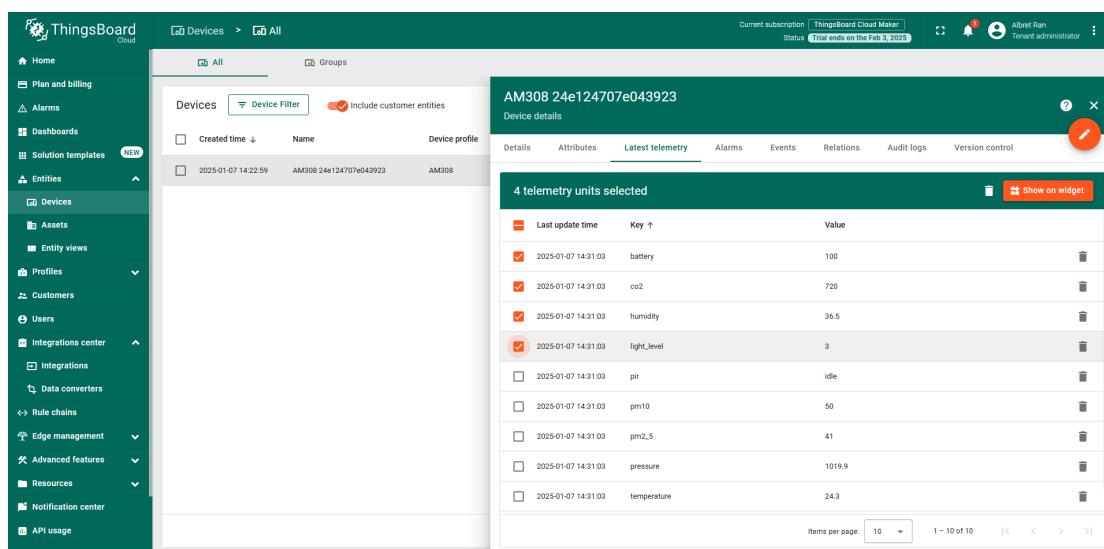 ThingsBoard
Cloud
Devices > All
Current subscription ThingsBoard Cloud Maker
Status Trial ends on the Feb 3, 2025
1
Albret Ran
Tenant administrator
Home
Plan and billing
Alarms
Dashboards
Solution templates NEW
Entities
Devices
Assets
Entity views
Profiles
Customers
Users
Integrations center
Integrations
Data converters
Rule chains
Edge management
Advanced features
Resources
Notification center
API usage
All Groups
Devices Device Filter Include customer entities
Created time ↓ Name Device profile
2025-01-07 14:22:59 AM308 24e124707e043923 AM308
AM308 24e124707e043923
Device details
Details Attributes Latest telemetry Alarms Events Relations Audit logs Version control
4 telemetry units selected Show on widget
Last update time Key ↑ Value
2025-01-07 14:31:03 battery 100
2025-01-07 14:31:03 co2 720
2025-01-07 14:31:03 humidity 36.5
2025-01-07 14:31:03 light_level 3
2025-01-07 14:31:03 pir idle
2025-01-07 14:31:03 pm10 50
2025-01-07 14:31:03 pm2_5 41
2025-01-07 14:31:03 pressure 1019.9
2025-01-07 14:31:03 temperature 24.3
Items per page: 10 1 – 10 of 10